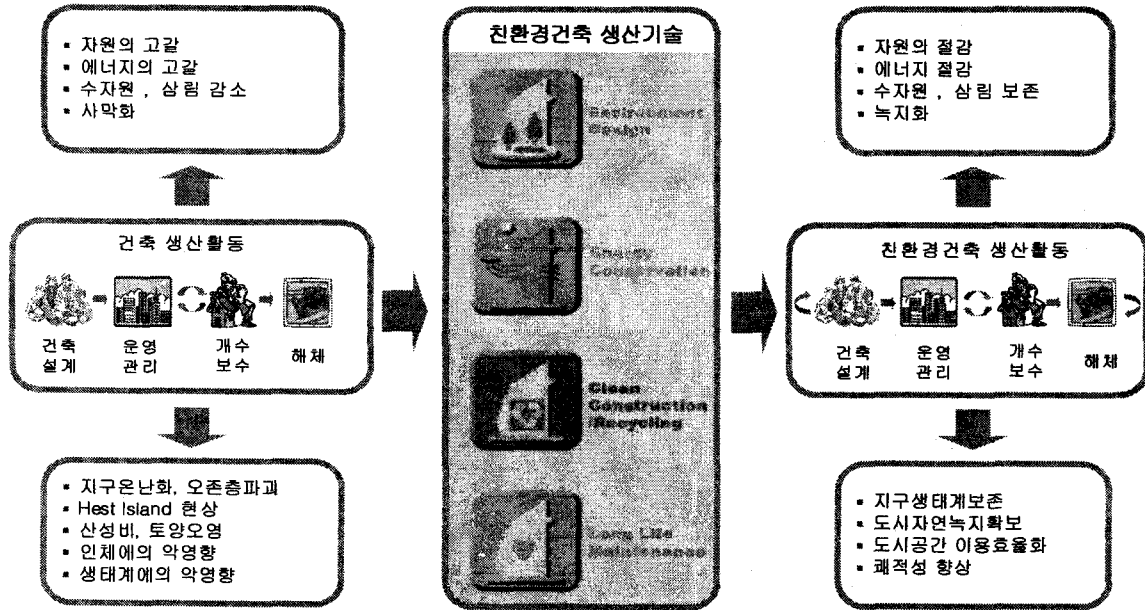 자원의 고갈
에너지의 고갈
수자원 , 삼림 감소
사막화
건축 생산활동
건축 설계
운영 관리
개수 보수
해체
지구온난화, 오존층파괴
Hest Island 현상
산성비, 토양오영
인체에의 악영향
생태계에의 악영향
친환경건축 생산기술
Environment
Design
Energy
Conservation
Clean
Construction
/Recycling
Long Life
Maintenance
자원의 절감
에너지 절감
수자원 , 삼림 보존
녹지화
친환경건축 생산활동
건축 설계
운영 관리
개수 보수
해체
지구생태계보존
도시자연녹지확보
도시공간 이용효율화
쾌적성 향상